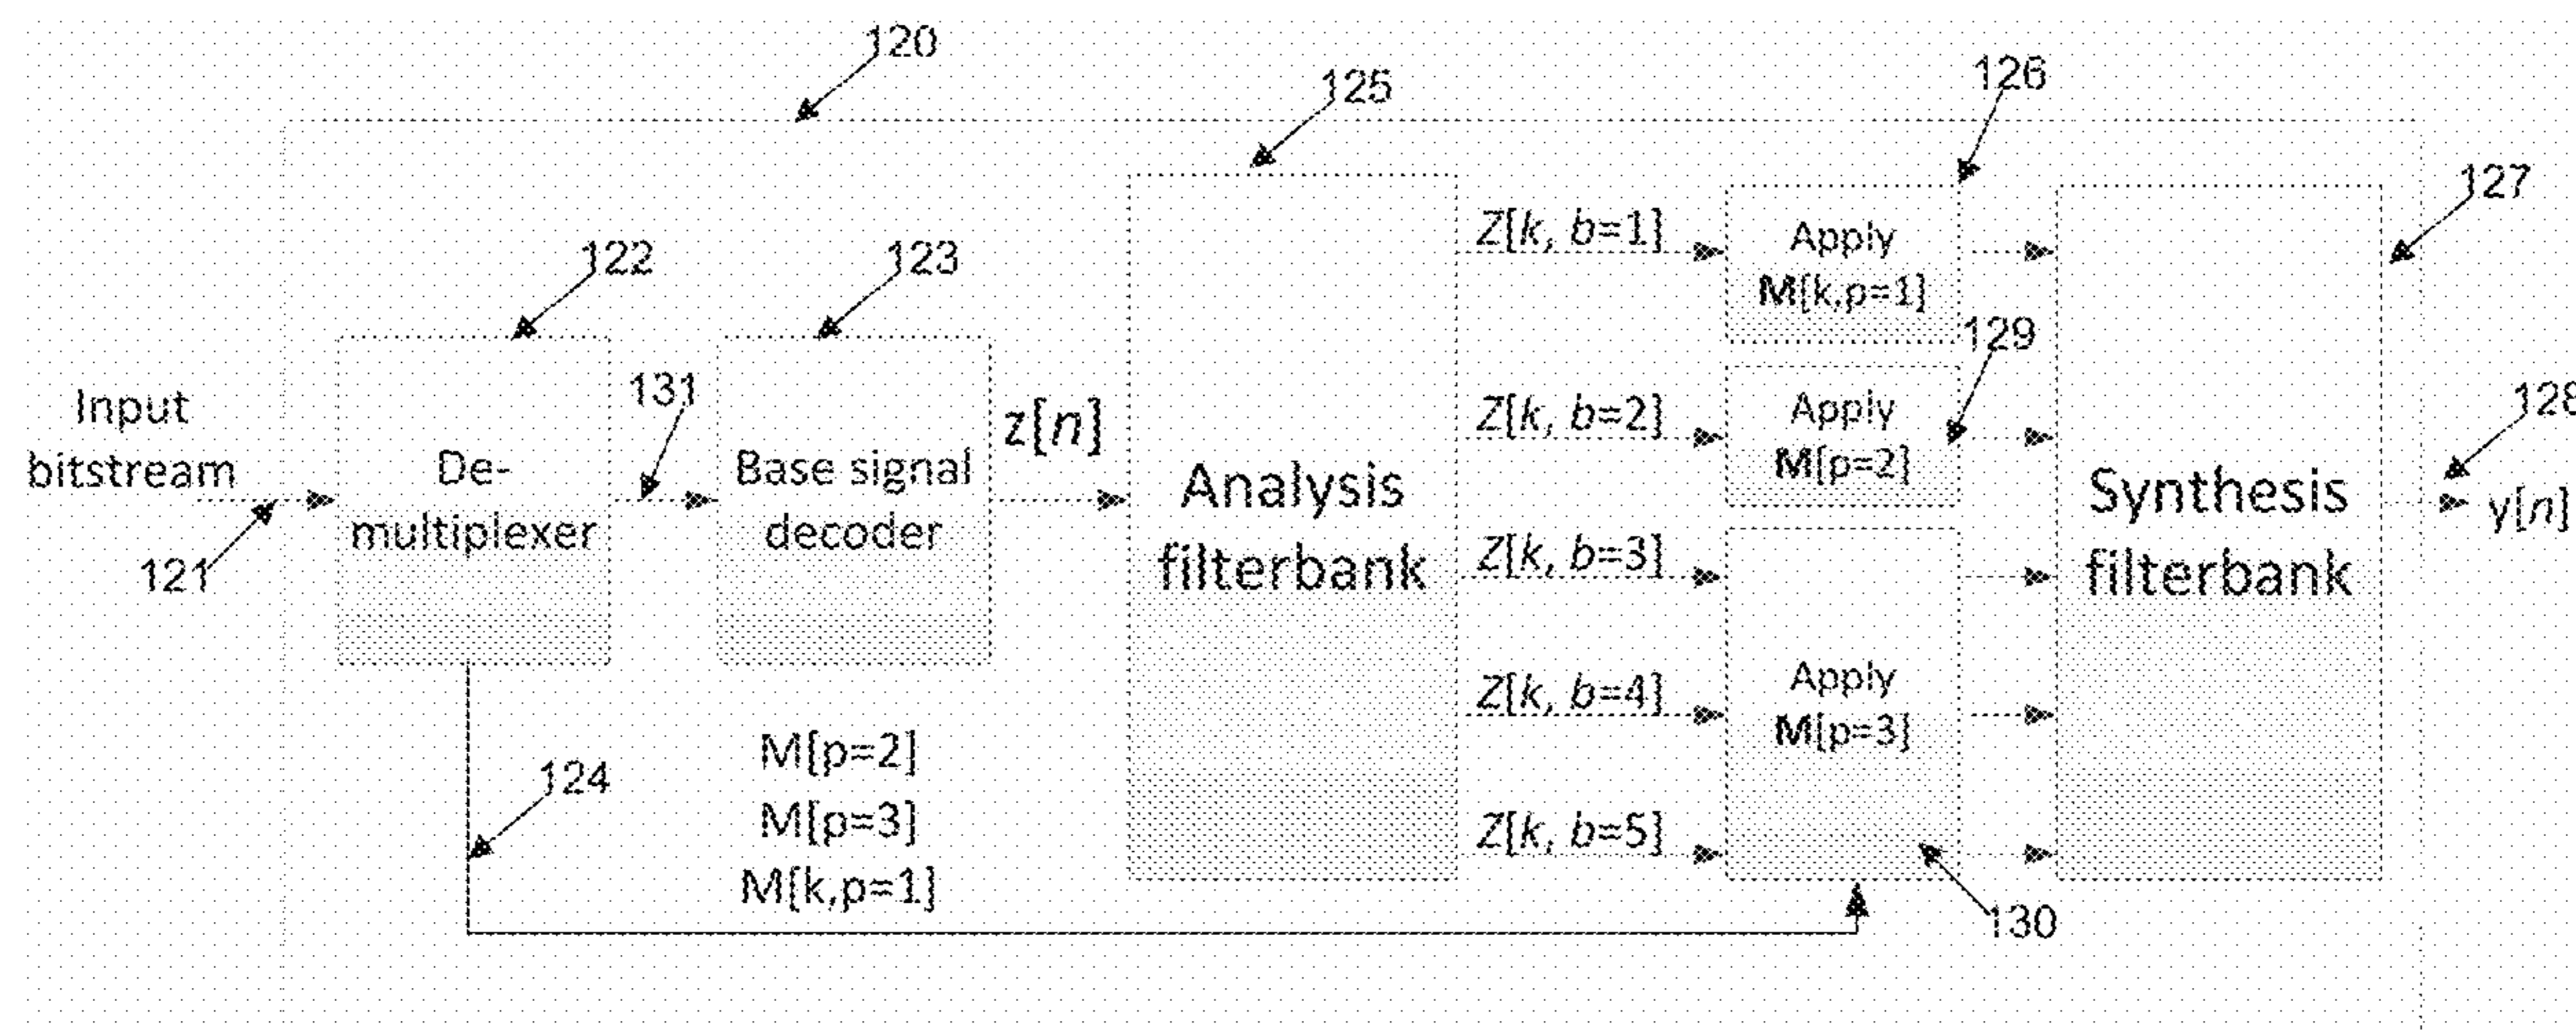 120
125
126
127
122
123
Z[k, b=1]
Apply
M[k,p=1]
129
131
Input
bitstream
De-
multiplexer
Base signal
decoder
z[n]
Analysis
filterbank
Z[k, b=2]
Apply
M[p=2]
Synthesis
filterbank
128
y[n]
121
Z[k, b=3]
Z[k, b=4]
Apply
M[p=3]
Z[k, b=5]
124
M[p=2]
M[p=3]
M[k,p=1]
130